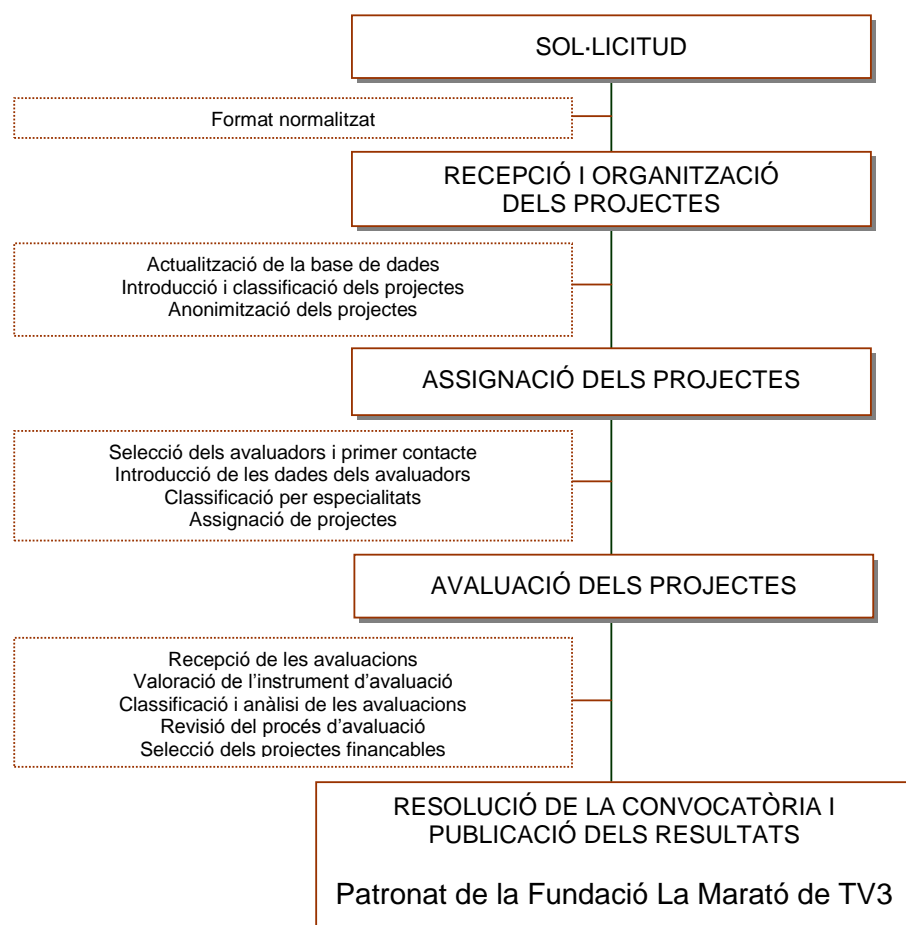 SOL·LICITUD
Format normalitzat
RECEPCIÓ I ORGANITZACIÓ
DELS PROJECTES
Actualització de la base de dades
Introducció i classificació dels projectes
Anonimització dels projectes
ASSIGNACIÓ DELS PROJECTES
Selecció dels avaluadors i primer contacte
Introducció de les dades dels avaluadors
Classificació per especialitats
Assignació de projectes
AVALUACIÓ DELS PROJECTES
Recepció de les avaluacions
Valoració de l’instrument d’avaluació
Classificació i anàlisi de les avaluacions
Revisió del procés d’avaluació
Selecció dels projectes finançables
RESOLUCIÓ DE LA CONVOCATÒRIA I
PUBLICACIÓ DELS RESULTATS
Patronat de la Fundació La Marató de TV3